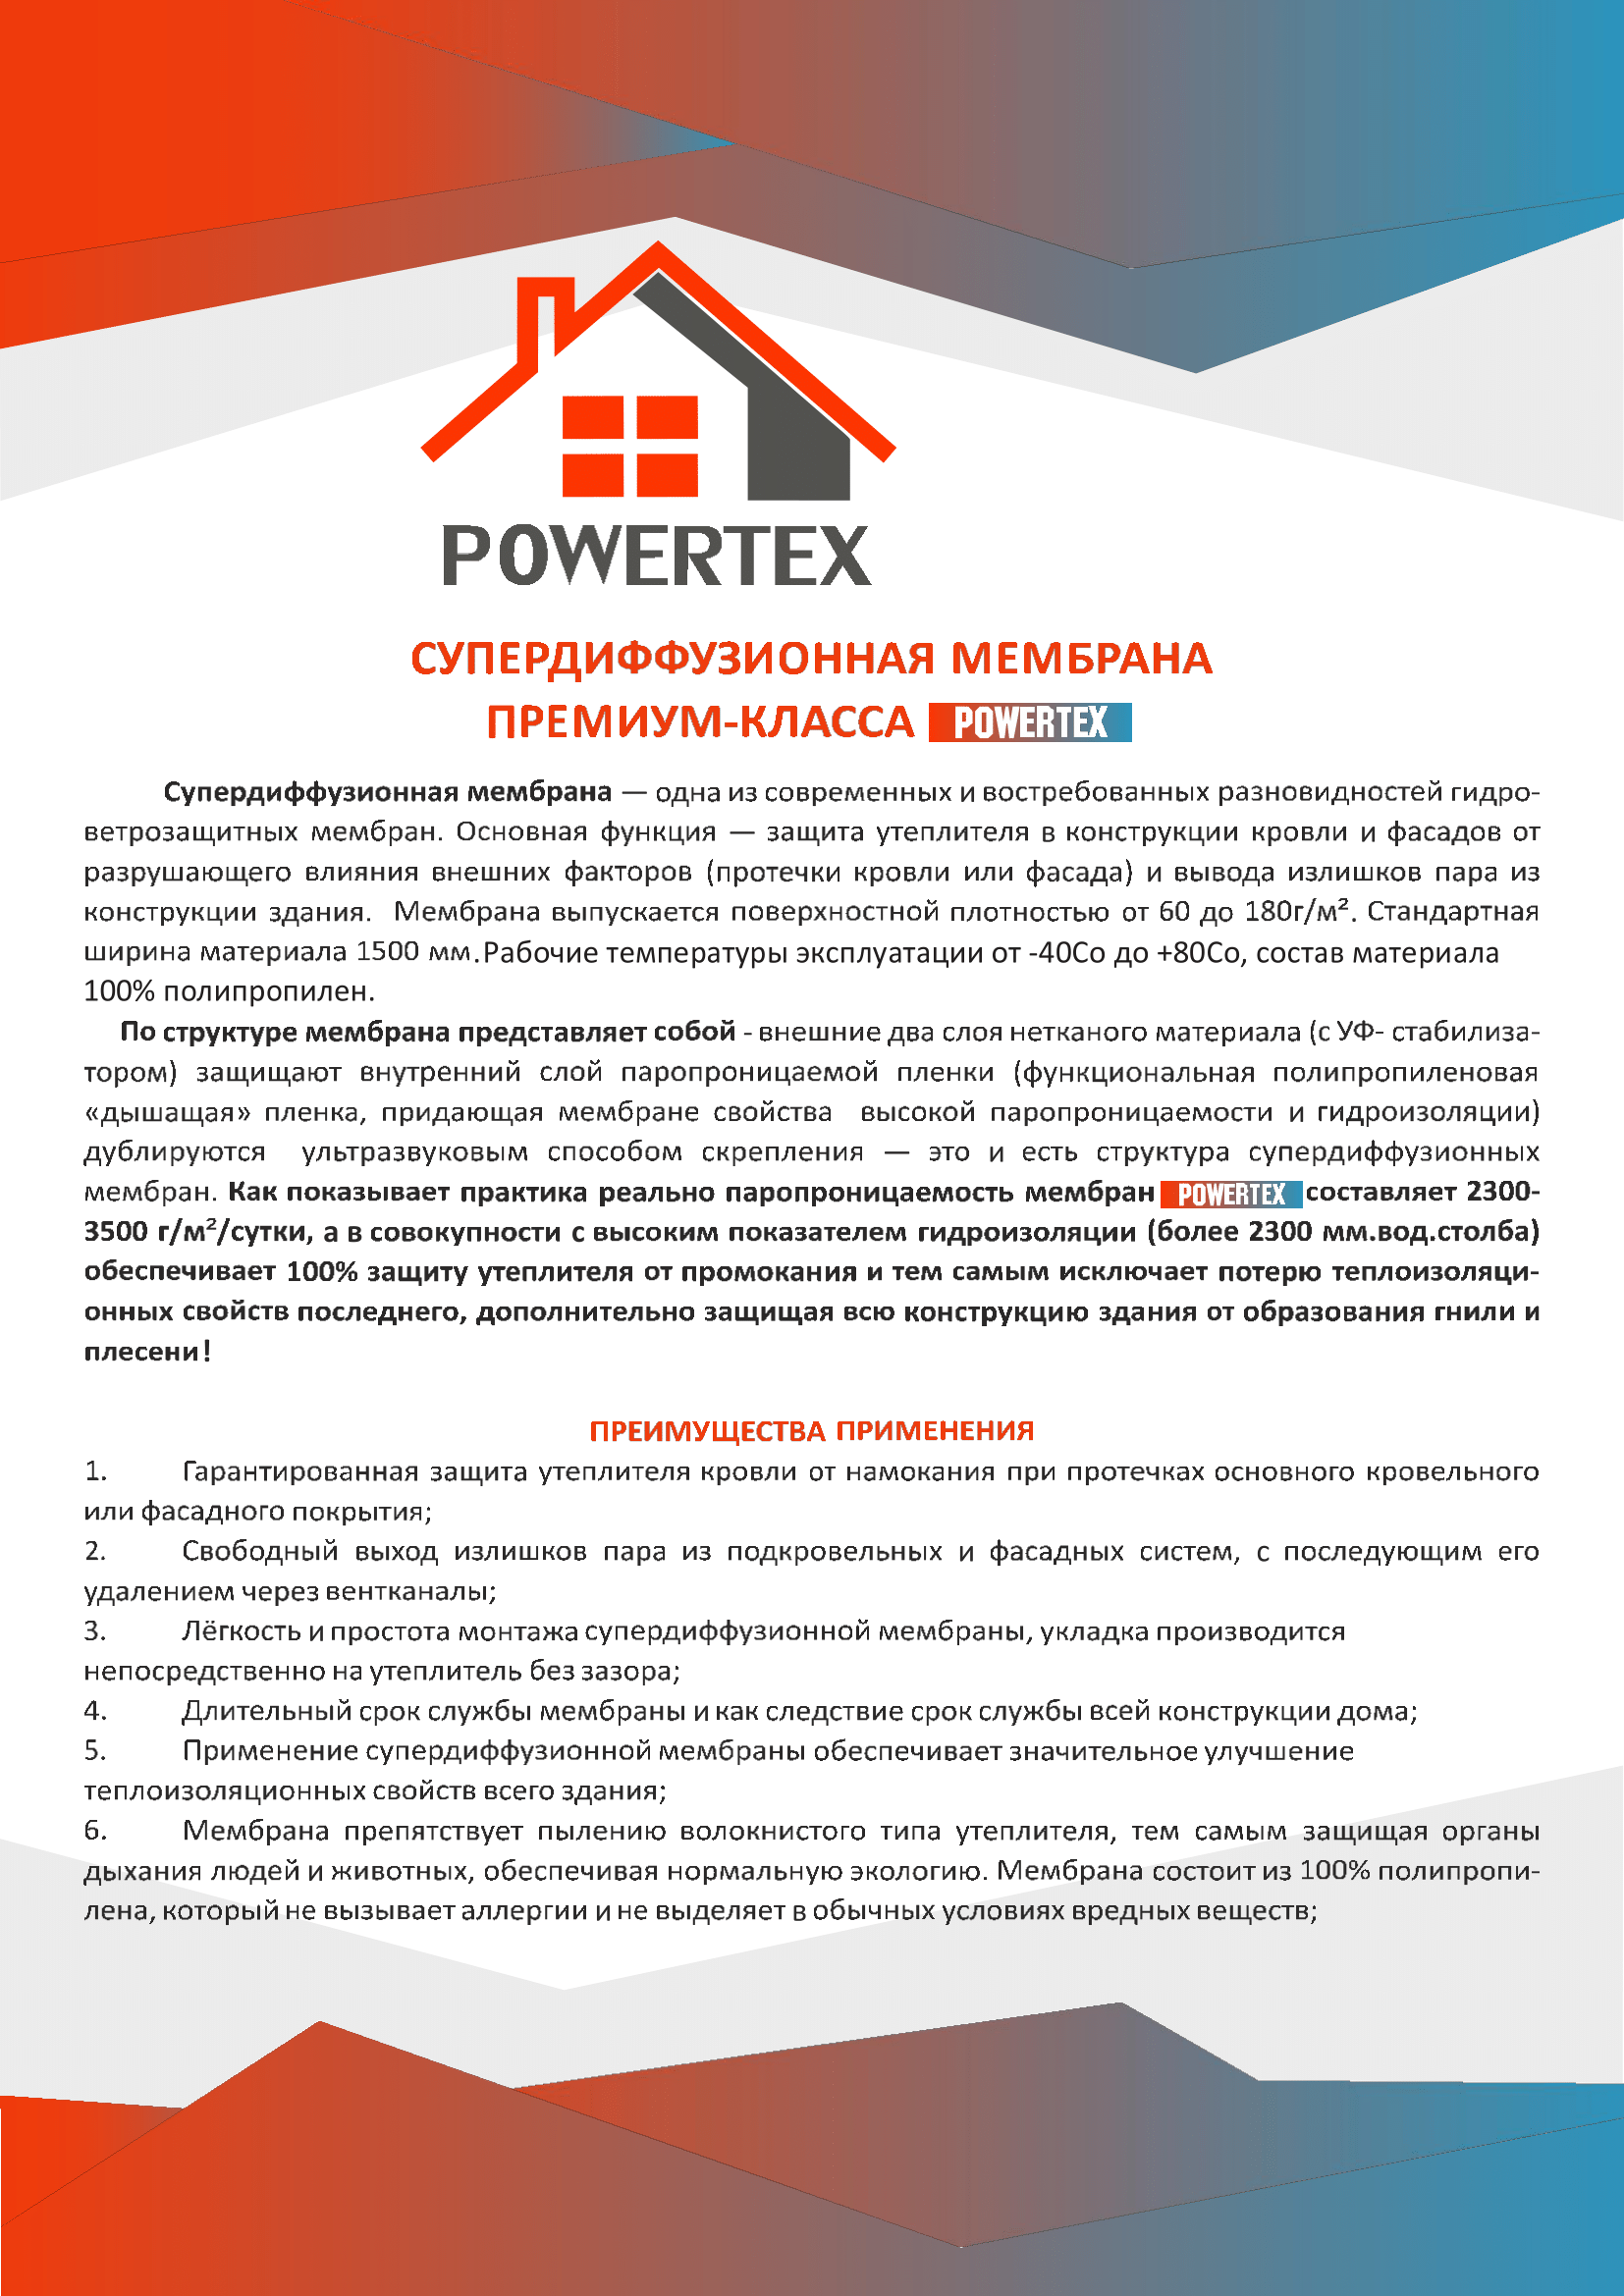 POWERTEX
СУПЕРДИФФУЗИОННАЯ МЕМБРАНА
ПРЕМИУМ-КЛАССА POWERTEX
Супердиффузионная мембрана — одна из современных и востребованных разновидностей гидро-
ветрозащитных мембран. Основная функция — защита утеплителя в конструкции кровли и фасадов от
разрушающего влияния внешних факторов (протечки кровли или фасада) и вывода излишков пара из
конструкции здания. Мембрана выпускается поверхностной плотностью от 60 до 180г/м². Стандартная
ширина материала 1500 мм.Рабочие температуры эксплуатации от -40Со до +80Со, состав материала
100% полипропилен.
По структуре мембрана представляет собой - внешние два слоя нетканого материала (с УФ- стабилиза-
тором) защищают внутренний слой паропроницаемой пленки (функциональная полипропиленовая
«дышащая» пленка, придающая мембране свойства высокой паропроницаемости и гидроизоляции)
дублируются ультразвуковым способом скрепления — это и есть структура супердиффузионных
мембран. Как показывает практика реально паропроницаемость мембран POWERTEX составляет 2300-
3500 г/м²/сутки, а в совокупности с высоким показателем гидроизоляции (более 2300 мм.вод.столба)
обеспечивает 100% защиту утеплителя от промокания и тем самым исключает потерю теплоизоляци-
онных свойств последнего, дополнительно защищая всю конструкцию здания от образования гнили и
плесени!
ПРЕИМУЩЕСТВА ПРИМЕНЕНИЯ
1. Гарантированная защита утеплителя кровли от намокания при протечках основного кровельного
или фасадного покрытия;
2. Свободный выход излишков пара из подкровельных и фасадных систем, с последующим его
удалением через вентканалы;
3. Лёгкость и простота монтажа супердиффузионной мембраны, укладка производится
непосредственно на утеплитель без зазора;
4. Длительный срок службы мембраны и как следствие срок службы всей конструкции дома;
5. Применение супердиффузионной мембраны обеспечивает значительное улучшение
теплоизоляционных свойств всего здания;
6. Мембрана препятствует пылению волокнистого типа утеплителя, тем самым защищая органы
дыхания людей и животных, обеспечивая нормальную экологию. Мембрана состоит из 100% полипропи-
лена, который не вызывает аллергии и не выделяет в обычных условиях вредных веществ;